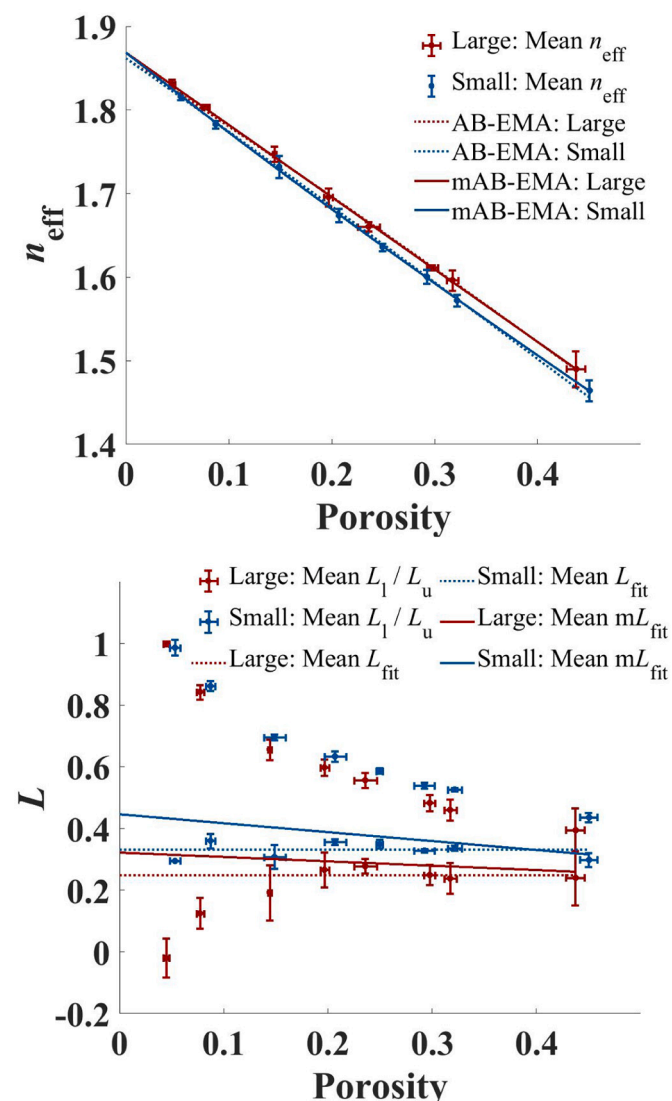 1.9
1.8
1.7
1.6
1.5
1.4
n_eff
0 0.1 0.2 0.3 0.4
Porosity
Large: Mean n_eff
Small: Mean n_eff
AB-EMA: Large
AB-EMA: Small
mAB-EMA: Large
mAB-EMA: Small
Large: Mean L_l / L_u
Small: Mean L_l / L_u
Large: Mean L_fit
Small: Mean L_fit
Large: Mean mL_fit
Small: Mean mL_fit
1
0.8
0.6
0.4
0.2
0
-0.2
L
0 0.1 0.2 0.3 0.4
Porosity